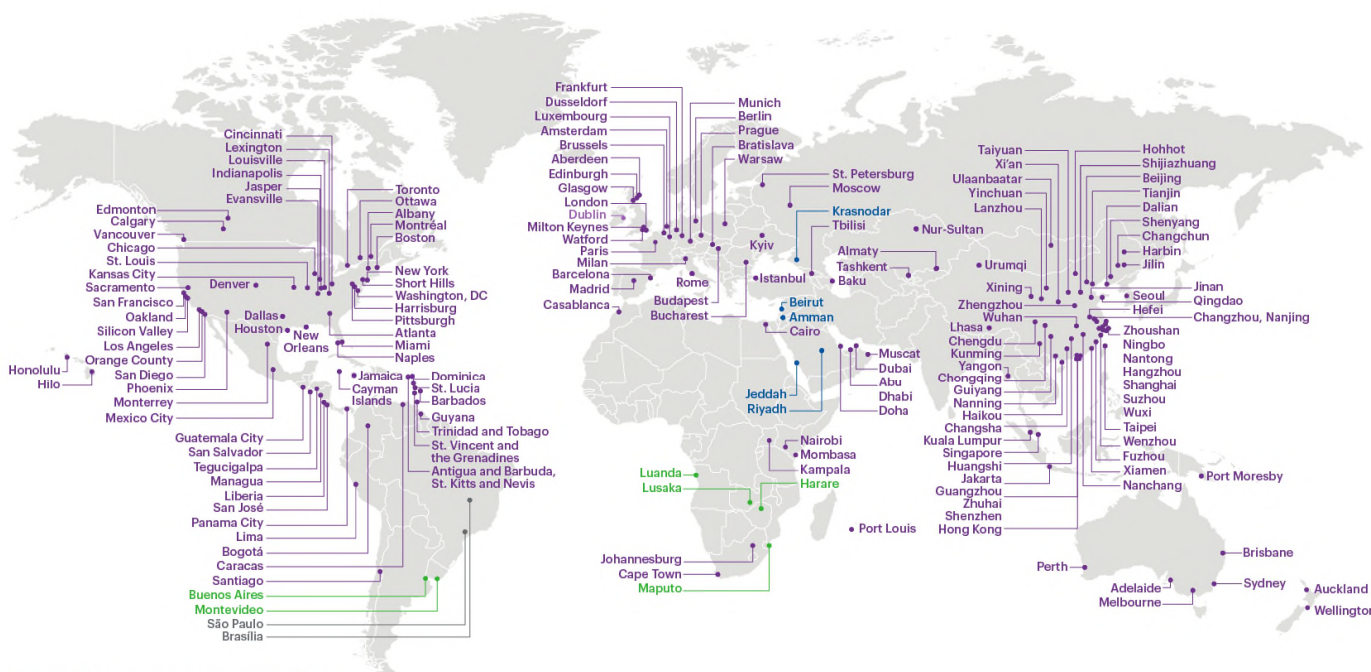 Cincinnati
Lexington
Louisville
Indianapolis
Jasper
Evansville
Edmonton
Calgary
Vancouver
Chicago
St. Louis
Kansas City
Sacramento
Denver
San Francisco
Oakland
Silicon Valley
Los Angeles
Orange County
San Diego
Phoenix
Monterrey
Mexico City
Honolulu
Hilo
Dallas
Houston
New
Orleans
Toronto
Ottawa
Albany
Montréal
Boston
New York
Short Hills
Washington, DC
Harrisburg
Pittsburgh
Atlanta
Miami
Naples
Jamaica
Cayman
Islands
Dominica
St. Lucia
Barbados
Guyana
Trinidad and Tobago
St. Vincent and
the Grenadines
Antigua and Barbuda,
St. Kitts and Nevis
Guatemala City
San Salvador
Tegucigalpa
Managua
Liberia
San José
Panama City
Lima
Bogotá
Caracas
Santiago
Buenos Aires
Montevideo
São Paulo
Brasília
Frankfurt
Dusseldorf
Luxembourg
Amsterdam
Brussels
Aberdeen
Edinburgh
Glasgow
London
Dublin
Milton Keynes
Watford
Paris
Milan
Barcelona
Madrid
Casablanca
Rome
Budapest
Bucharest
Munich
Berlin
Prague
Bratislava
Warsaw
St. Petersburg
Moscow
Krasnodar
Tbilisi
Kyiv
Istanbul
Baku
Beirut
Amman
Cairo
Nur-Sultan
Almaty
Tashkent
Muscat
Dubai
Abu
Dhabi
Doha
Jeddah
Riyadh
Nairobi
Mombasa
Kampala
Luanda
Lusaka
Harare
Port Louis
Johannesburg
Cape Town
Maputo
Taiyuan
Xi'an
Ulaanbaatar
Yinchuan
Lanzhou
Urumqi
Xining
Zhengzhou
Wuhan
Lhasa
Chengdu
Kunming
Yangon
Chongqing
Guiyang
Nanning
Haikou
Changsha
Kuala Lumpur
Singapore
Huangshi
Jakarta
Guangzhou
Zhuhai
Shenzhen
Hong Kong
Hohhot
Shijiazhuang
Beijing
Tianjin
Dalian
Shenyang
Changchun
Harbin
Jilin
Jinan
Seoul
Qingdao
Hefei
Changzhou, Nanjing
Zhoushan
Ningbo
Nantong
Hangzhou
Shanghai
Suzhou
Wuxi
Taipei
Wenzhou
Fuzhou
Xiamen
Nanchang
Port Moresby
Brisbane
Perth
Adelaide
Melbourne
Sydney
Auckland
Wellington